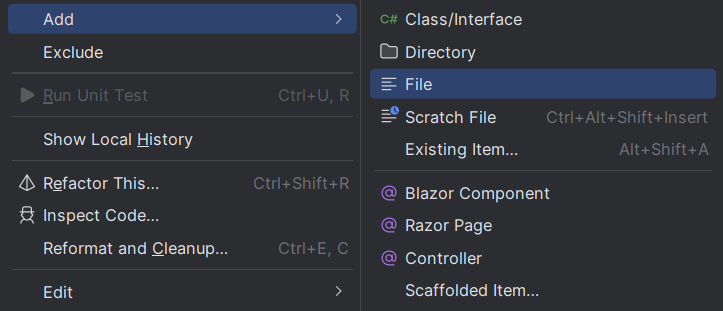 Add
Exclude
Run Unit Test Ctrl+U, R
Show Local History
Refactor This... Ctrl+Shift+R
Inspect Code...
Reformat and Cleanup... Ctrl+E, C
Edit
C# Class/Interface
Directory
File
Scratch File Ctrl+Alt+Shift+Insert
Existing Item... Alt+Shift+A
@ Blazor Component
@ Razor Page
@ Controller
Scaffolded Item...